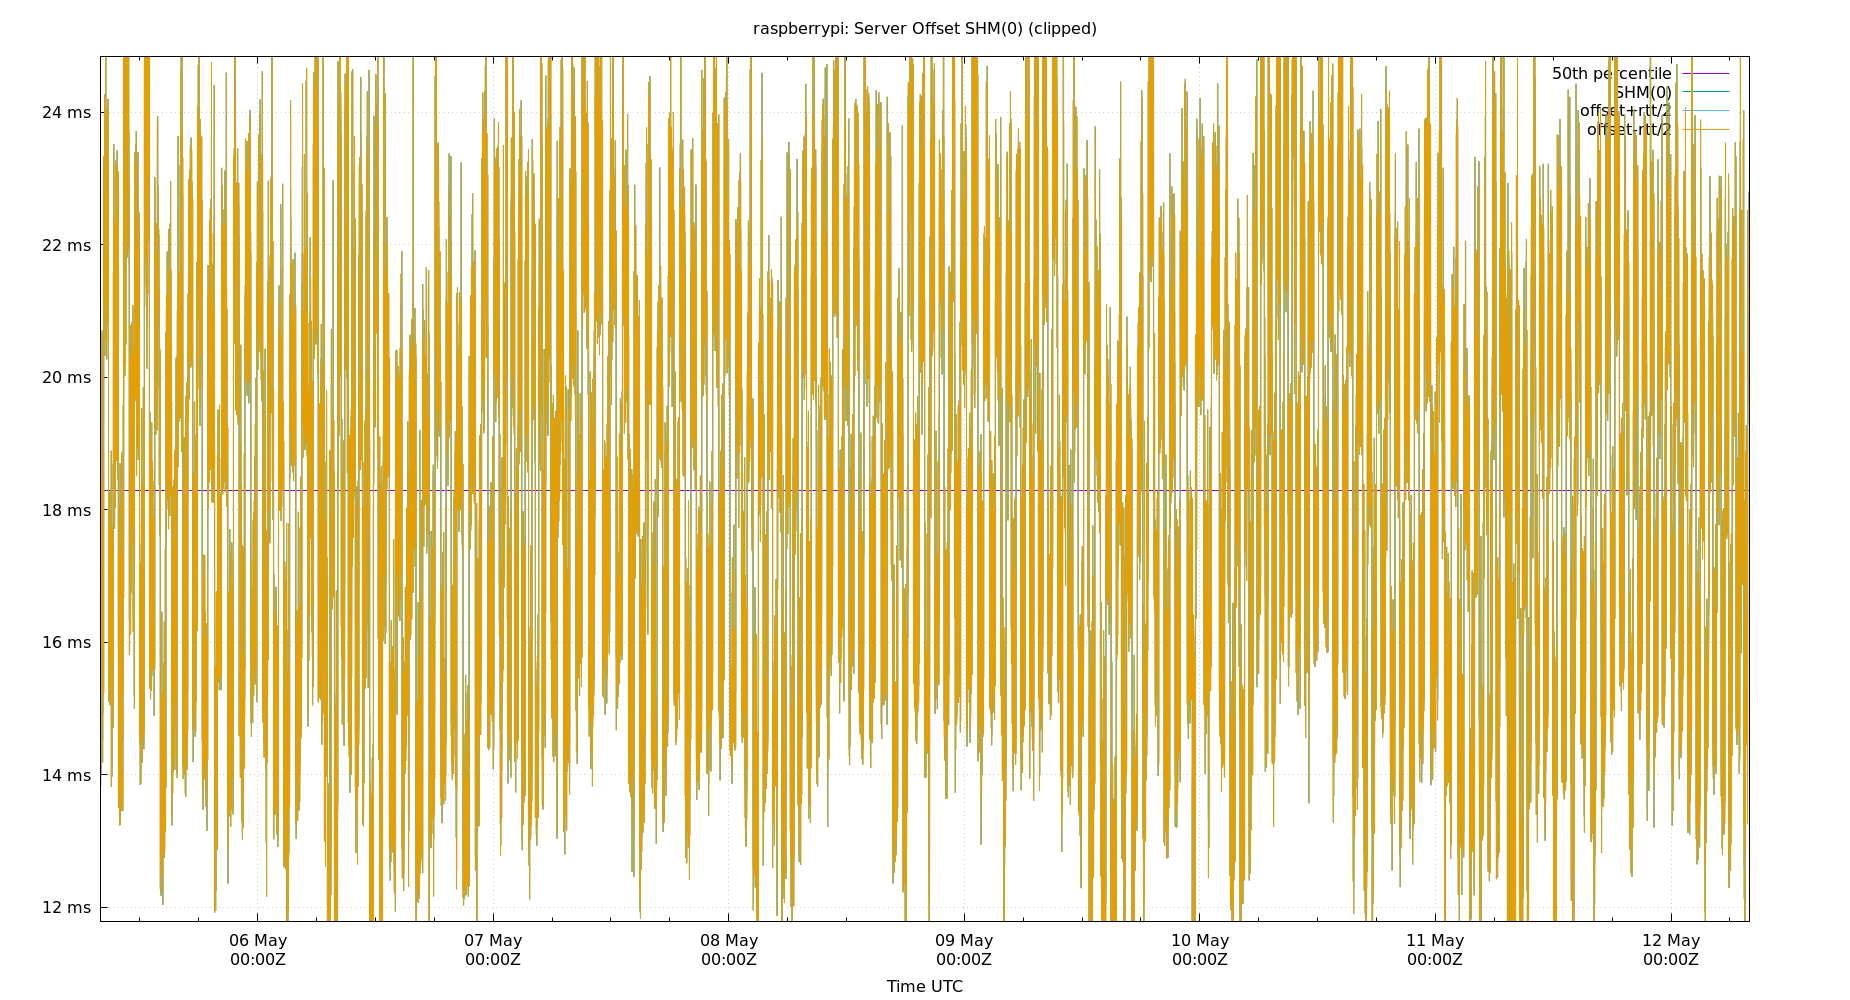 raspberrypi: Server Offset SHM(0) (clipped)
50th percentile
SHM(0)
offset+rtt/2
offset-rtt/2
24 ms
22 ms
20 ms
18 ms
16 ms
14 ms
12 ms
06 May 07 May 08 May 09 May 10 May 11 May 12 May
00:00Z 00:00Z 00:00Z 00:00Z 00:00Z 00:00Z 00:00Z
Time UTC